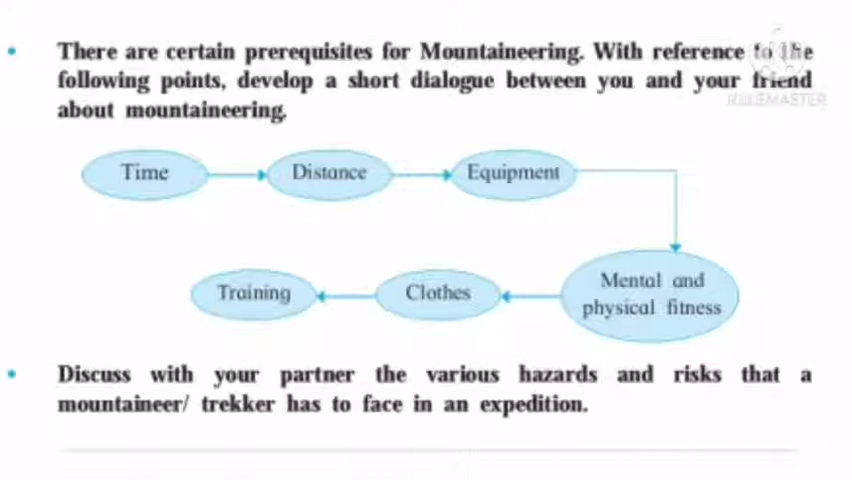 There are certain prerequisites for Mountaineering. With reference to the
following points, develop a short dialogue between you and your friend
about mountaineering.
Time
Distance
Equipment
Mental and
physical fitness
Clothes
Training
Discuss with your partner the various hazards and risks that a
mountaineer/ trekker has to face in an expedition.